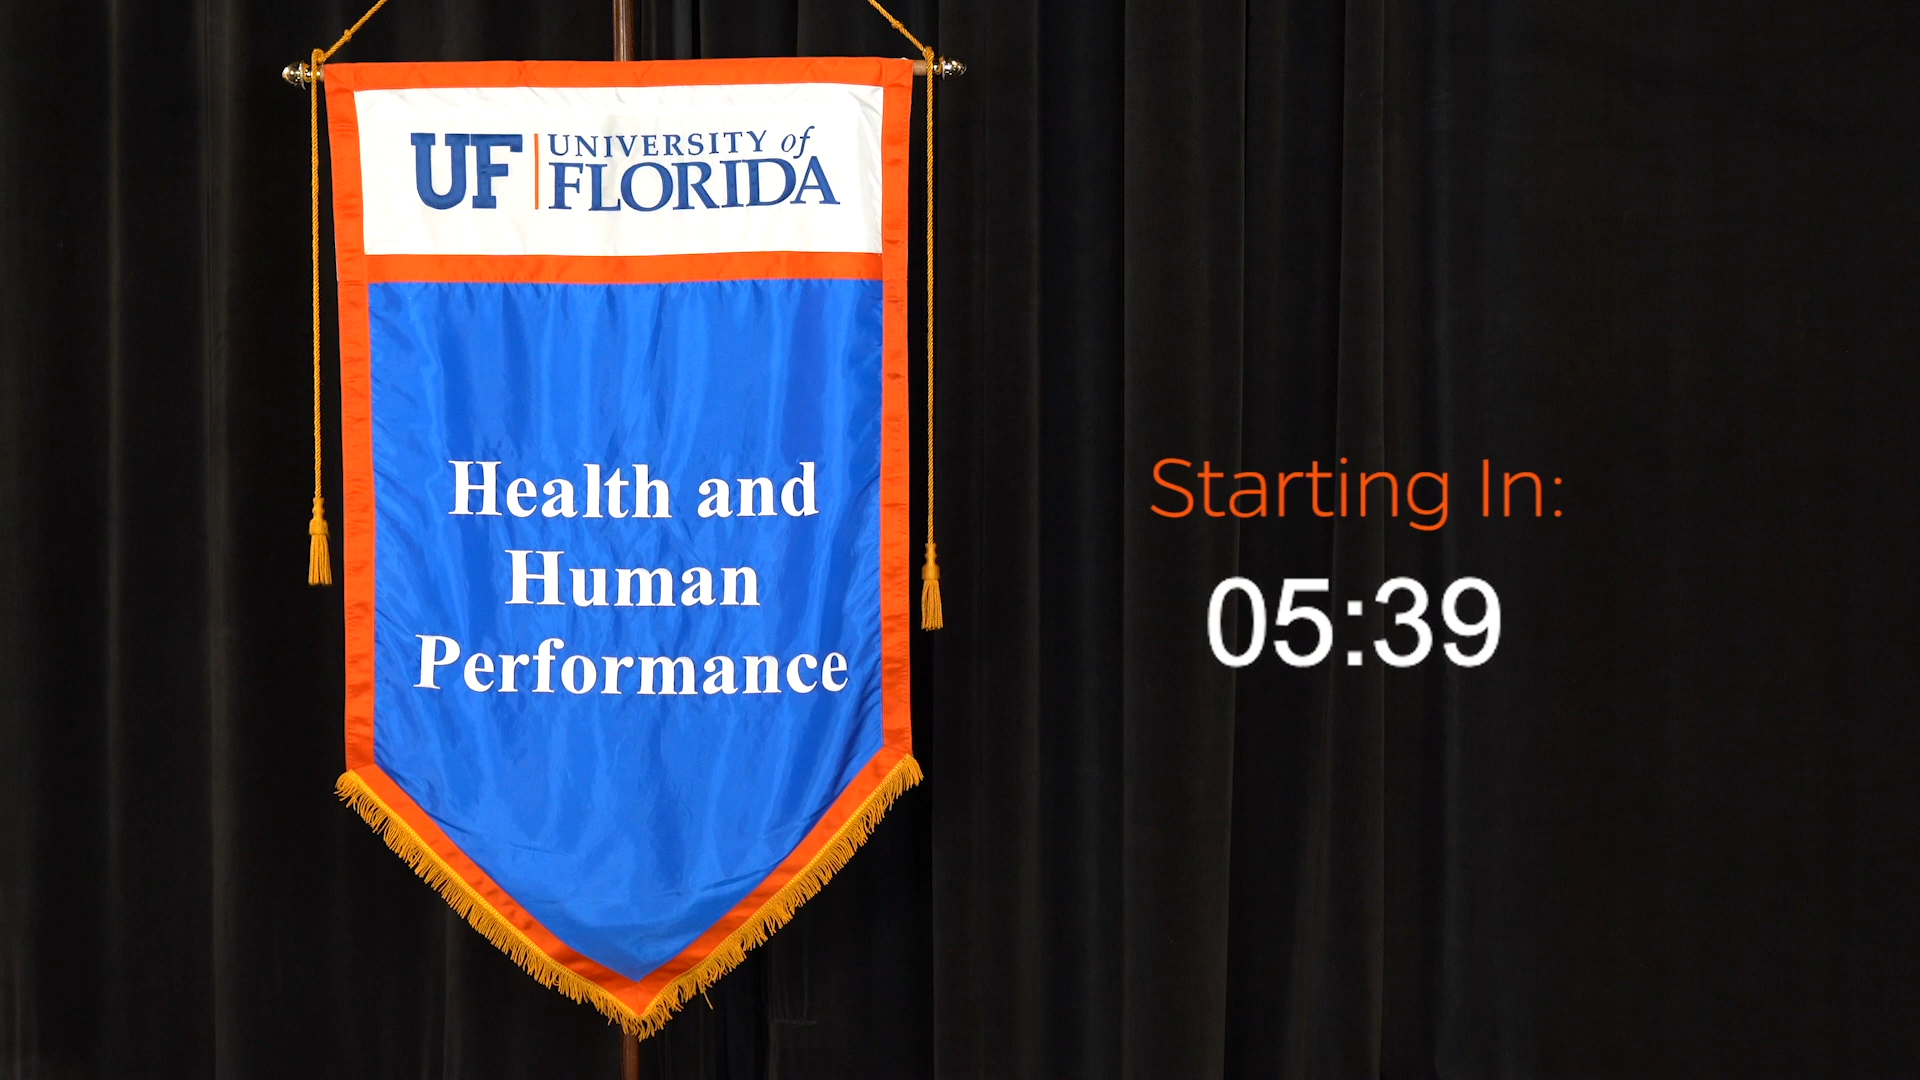 UF UNIVERSITY of
FLORIDA
Health and
Human
Performance
Starting In:
05:39